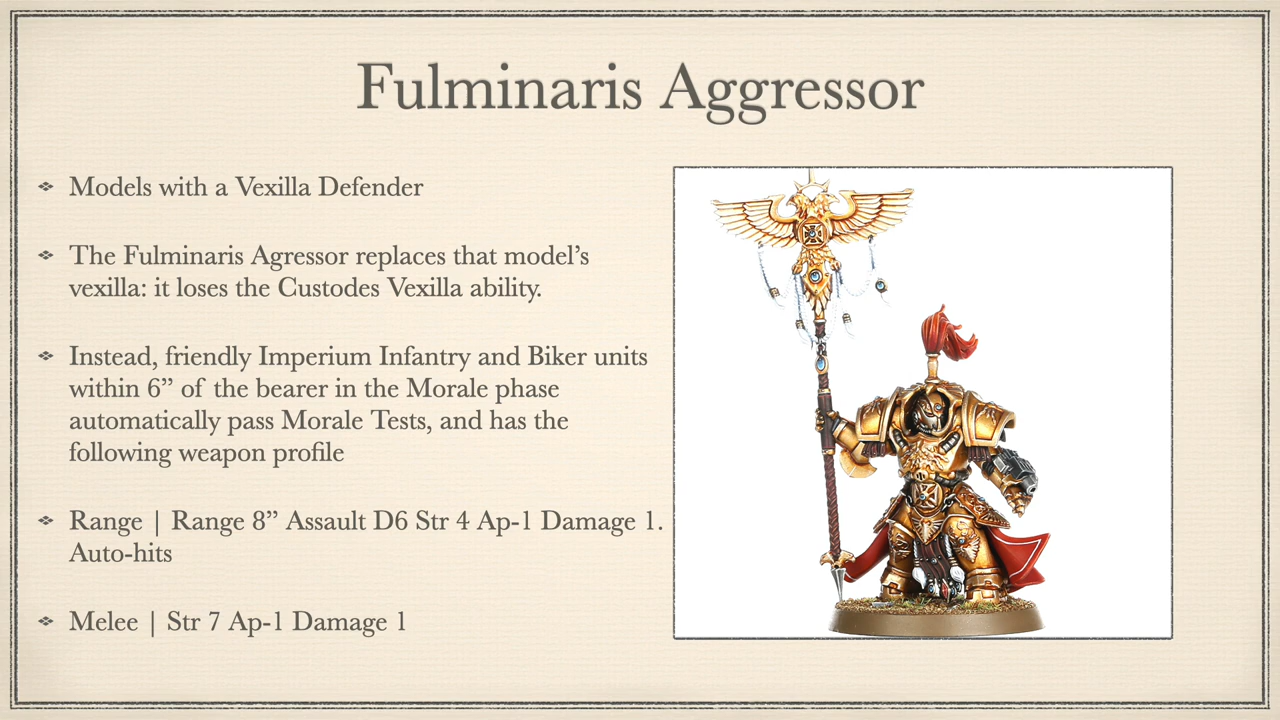 Fulminaris Aggressor
Models with a Vexilla Defender
The Fulminaris Agressor replaces that model’s
vexilla: it loses the Custodes Vexilla ability.
Instead, friendly Imperium Infantry and Biker units
within 6” of the bearer in the Morale phase
automatically pass Morale Tests, and has the
following weapon profile
Range | Range 8” Assault D6 Str 4 Ap-1 Damage 1.
Auto-hits
Melee | Str 7 Ap-1 Damage 1